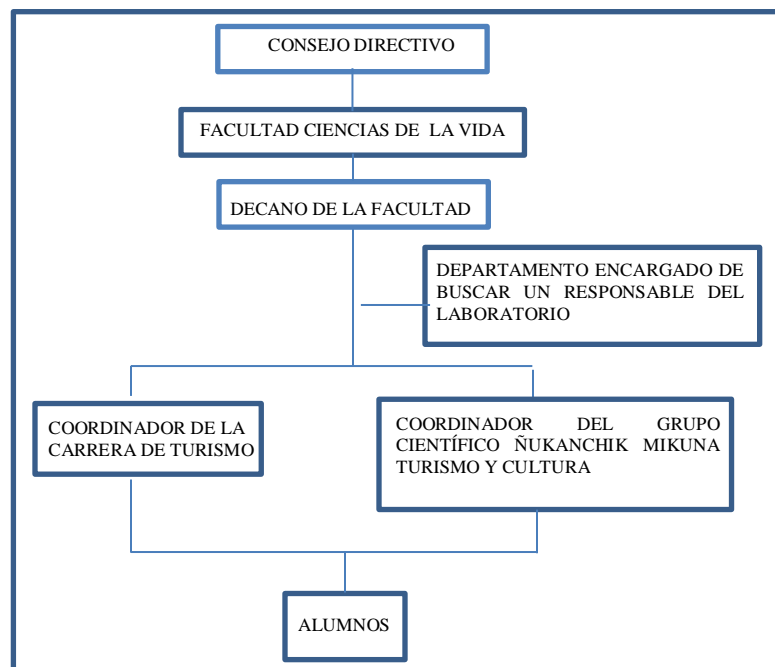 CONSEJO DIRECTIVO
FACULTAD CIENCIAS DE LA VIDA
DECANO DE LA FACULTAD
DEPARTAMENTO ENCARGADO DE
BUSCAR UN RESPONSABLE DEL
LABORATORIO
COORDINADOR DE LA
CARRERA DE TURISMO
COORDINADOR DEL GRUPO
CIENTÍFICO ÑUKANCHIK MIKUNA
TURISMO Y CULTURA
ALUMNOS